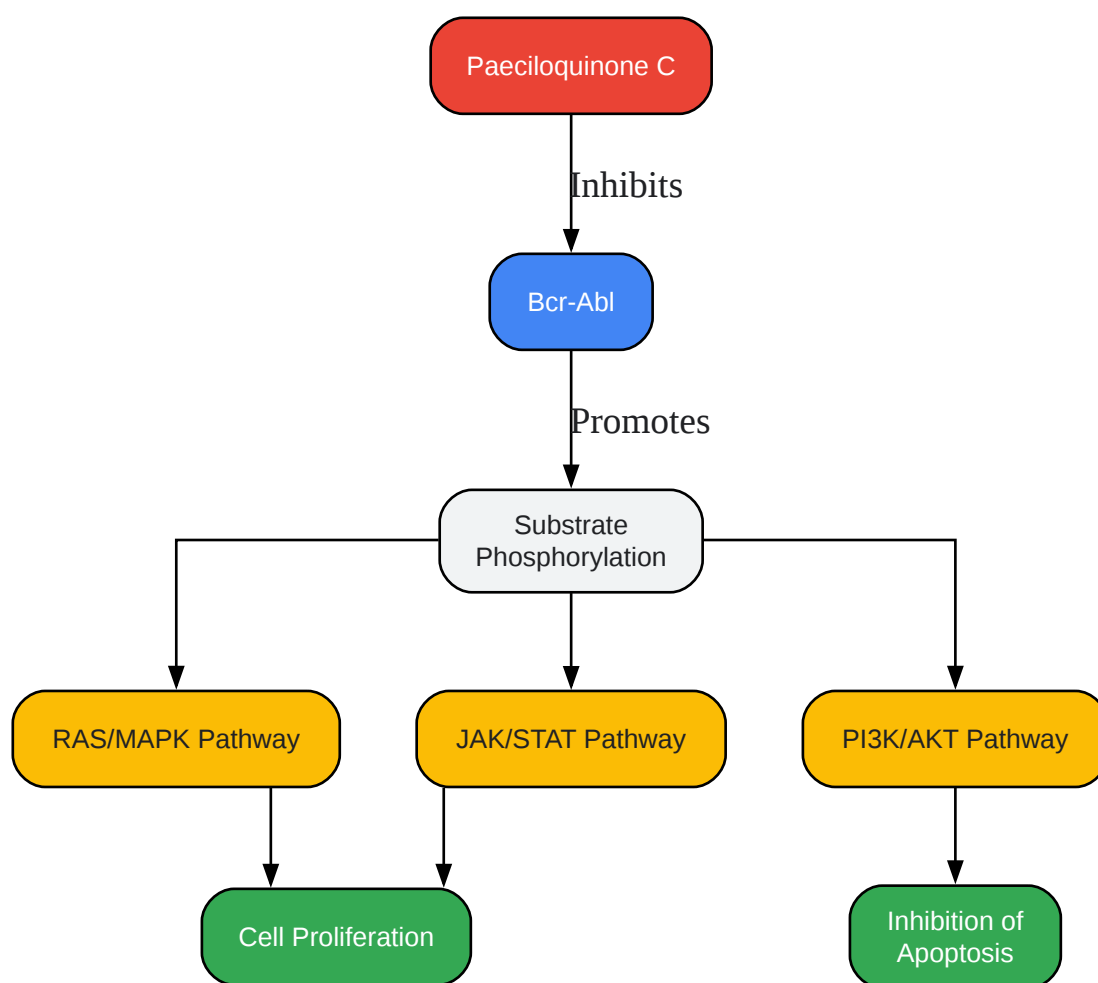 Paeciloquinone C
Inhibits
Bcr-Abl
Promotes
Substrate
Phosphorylation
RAS/MAPK Pathway
JAK/STAT Pathway
PI3K/AKT Pathway
Cell Proliferation
Inhibition of
Apoptosis